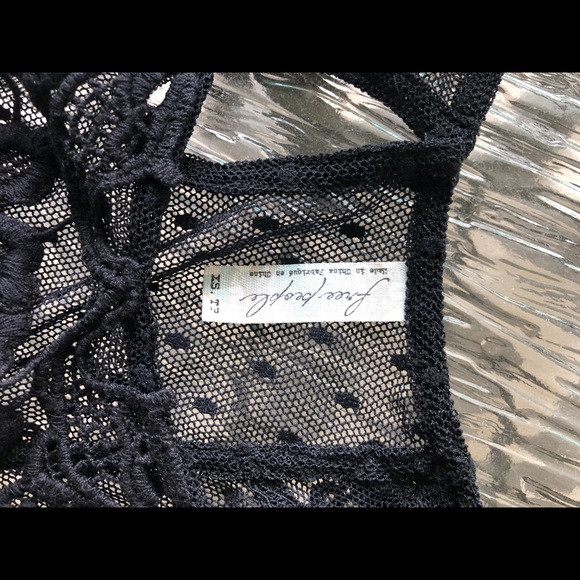 free people
Made in China Fabriqué en Chine
XS. TP